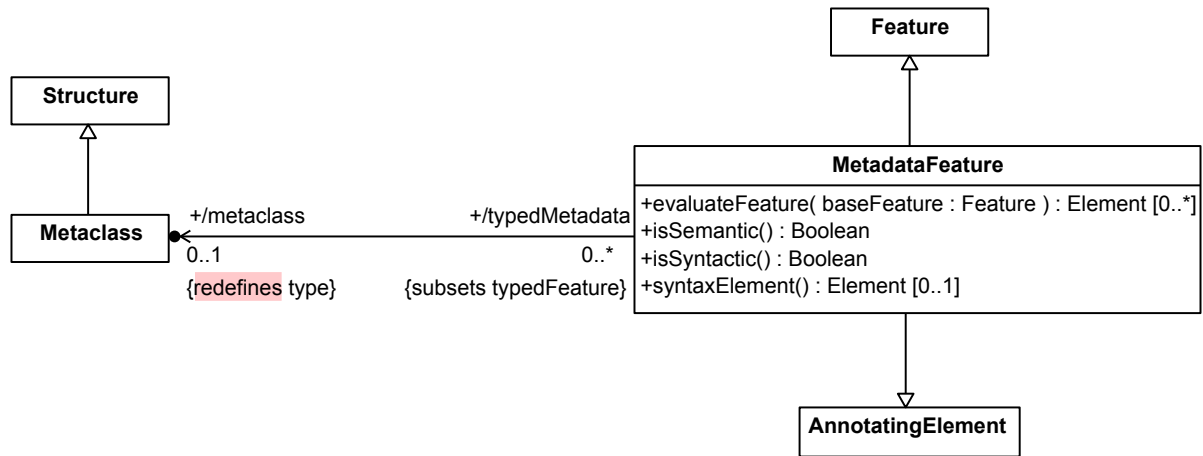 Feature
Structure
MetadataFeature
+evaluateFeature( baseFeature : Feature ) : Element [0..*]
+isSemantic() : Boolean
+isSyntactic() : Boolean
+syntaxElement() : Element [0..1]
Metaclass
+/metaclass
+/typedMetadata
0..1
0..*
{redefines type}
{subsets typedFeature}
AnnotatingElement